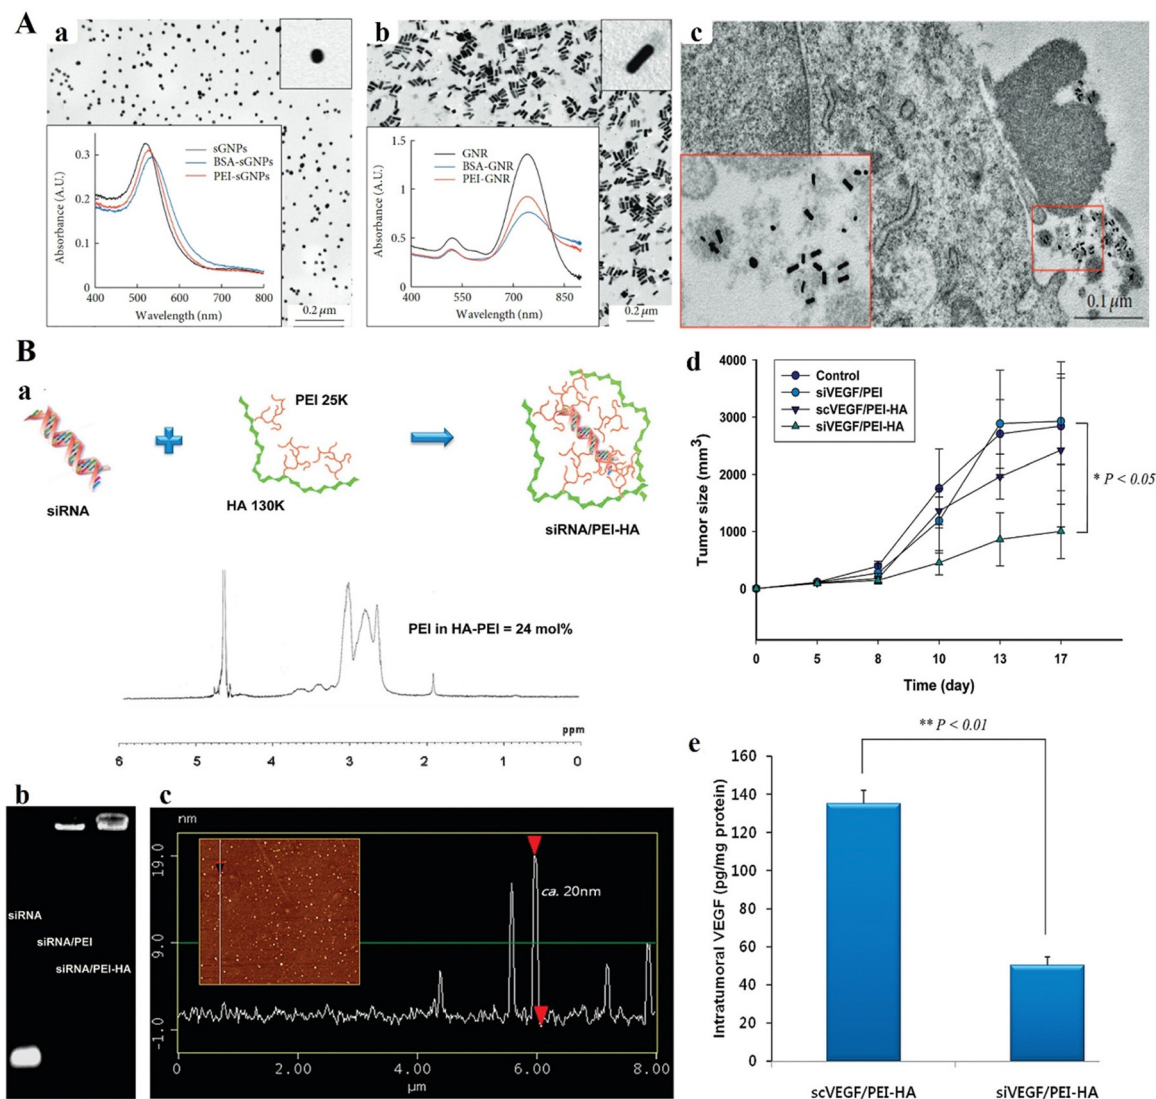 A
a
0.3
0.2
0.1
0
400
500
600
700
800
Absorbance (A.U.)
Wavelength (nm)
sGNPs
BSA-sGNPs
PEI-sGNPs
0.2 μm
b
1.5
1
0.5
0
400
550
700
850
Absorbance (A.U.)
Wavelength (nm)
GNR
BSA-GNR
PEI-GNR
0.2 μm
c
0.1 μm
B
a
siRNA
PEI 25K
HA 130K
siRNA/PEI-HA
PEI in HA-PEI = 24 mol%
ppm
6
5
4
3
2
1
0
d
4000
3000
2000
1000
0
Tumor size (mm³)
Control
siVEGF/PEI
scVEGF/PEI-HA
siVEGF/PEI-HA
* P < 0.05
0
5
8
10
13
17
Time (day)
b
siRNA
siRNA/PEI
siRNA/PEI-HA
c
nm
19.0
9.0
-1.0
ca. 20nm
0
2.00
4.00
6.00
8.00
μm
e
** P < 0.01
160
140
120
100
80
60
40
20
0
Intratumoral VEGF (pg/mg protein)
scVEGF/PEI-HA
siVEGF/PEI-HA